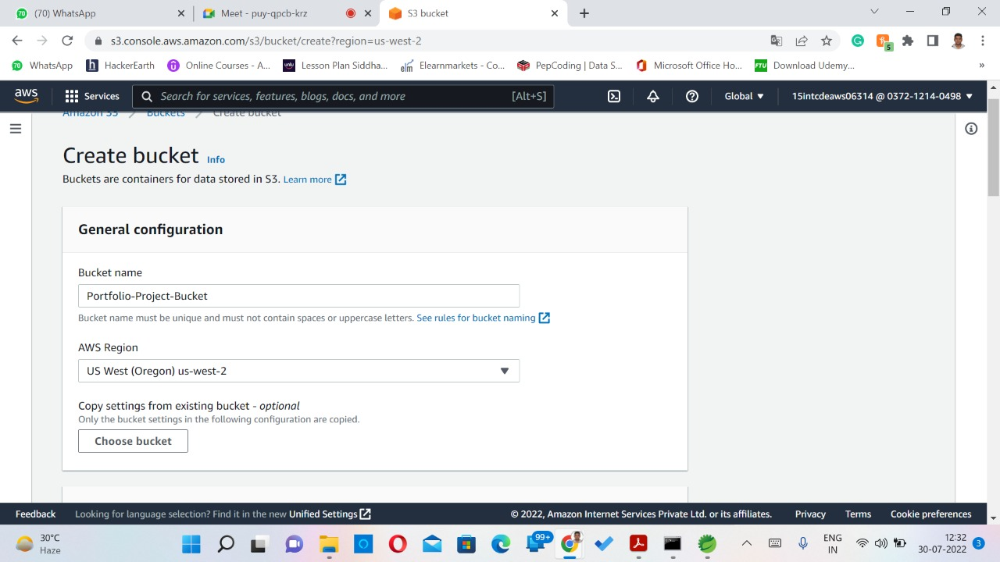 (70) WhatsApp
Meet - puy-qpcb-krz
S3 bucket
s3.console.aws.amazon.com/s3/bucket/create?region=us-west-2
5
WhatsApp
HackerEarth
Online Courses - A...
Lesson Plan Siddha...
Elearnmarkets - Co...
PepCoding | Data S...
Microsoft Office Ho...
FTU
Download Udemy...
»
aws
Services
Search for services, features, blogs, docs, and more
[Alt+S]
Global
15intcdeaws06314 @ 0372-1214-0498
Amazon S3
Buckets
Create bucket
Create bucket Info
Buckets are containers for data stored in S3. Learn more
General configuration
Bucket name
Portfolio-Project-Bucket
Bucket name must be unique and must not contain spaces or uppercase letters. See rules for bucket naming
AWS Region
US West (Oregon) us-west-2
Copy settings from existing bucket - optional
Only the bucket settings in the following configuration are copied.
Choose bucket
Feedback
Looking for language selection? Find it in the new Unified Settings
© 2022, Amazon Internet Services Private Ltd. or its affiliates.
Privacy
Terms
Cookie preferences
30°C
Haze
99+
ENG
IN
12:32
30-07-2022
3